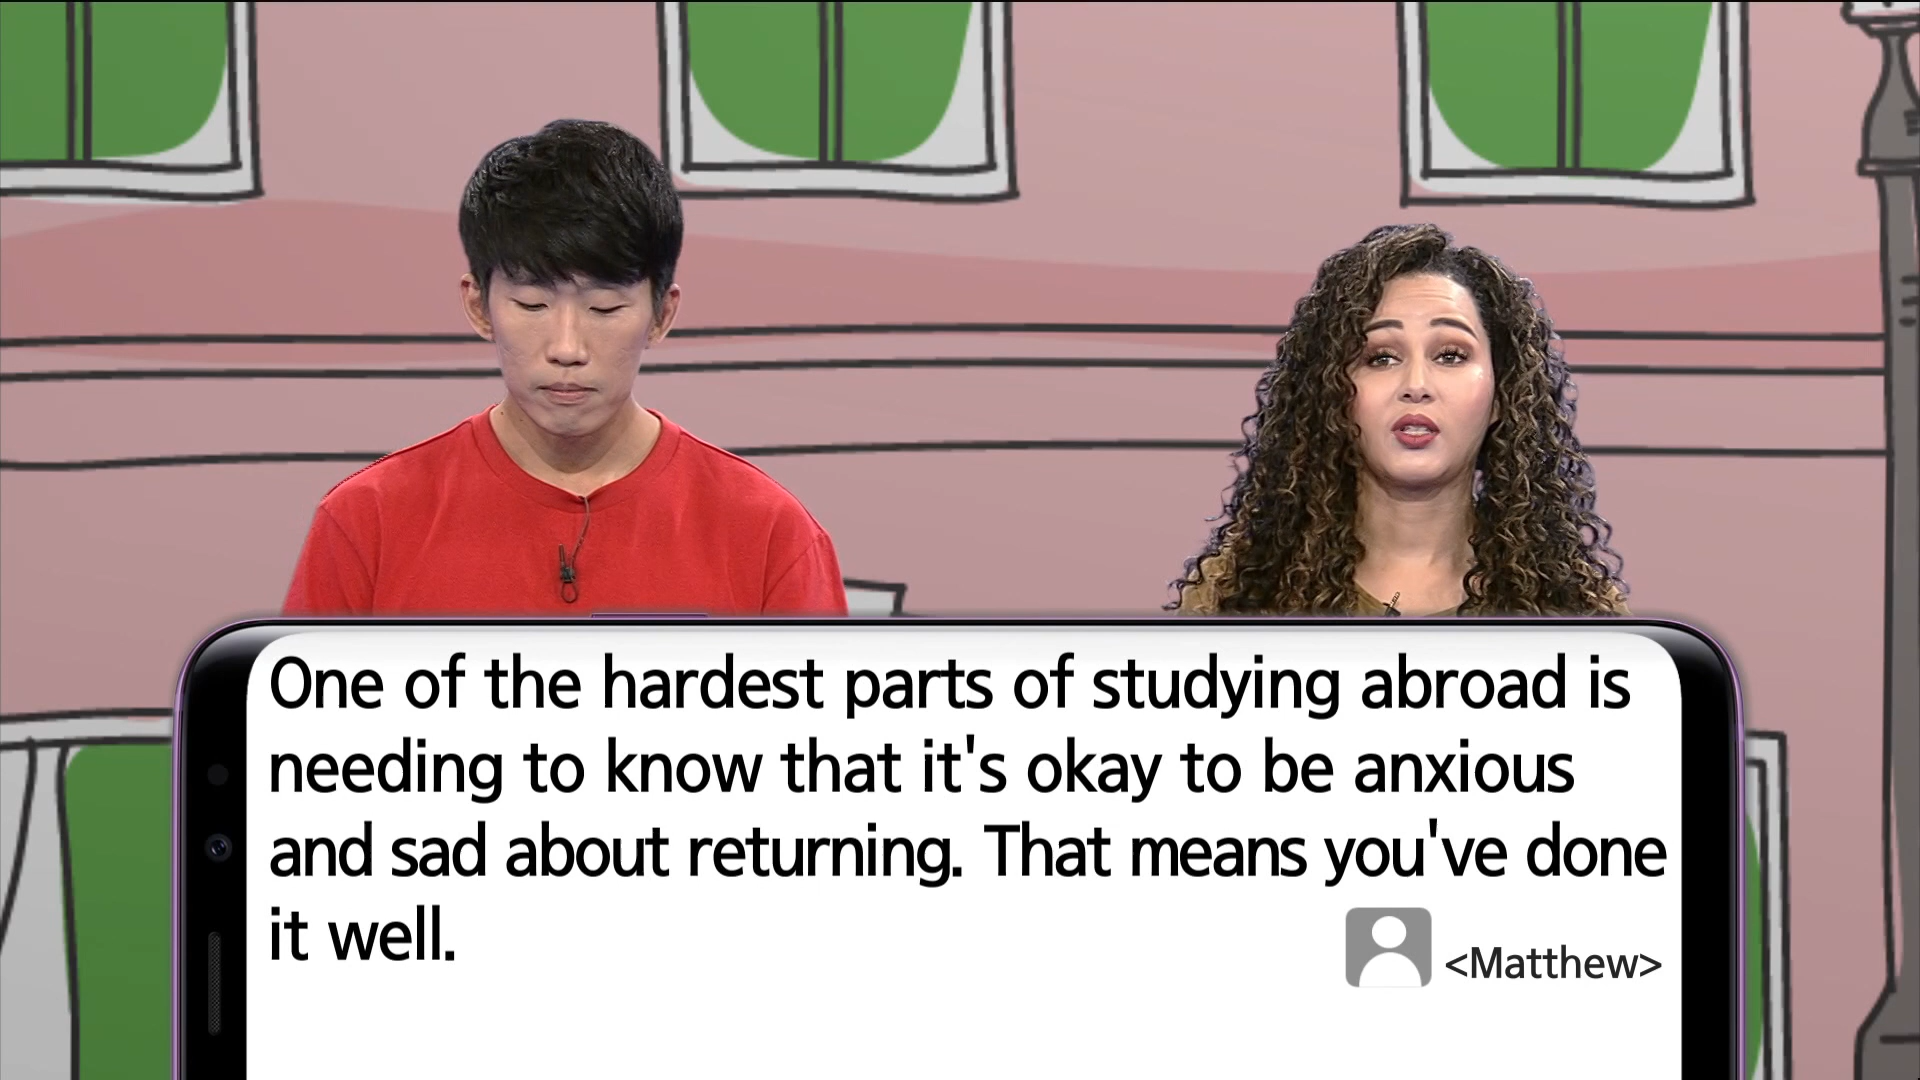 One of the hardest parts of studying abroad is
needing to know that it's okay to be anxious
and sad about returning. That means you've done
it well.
<Matthew>